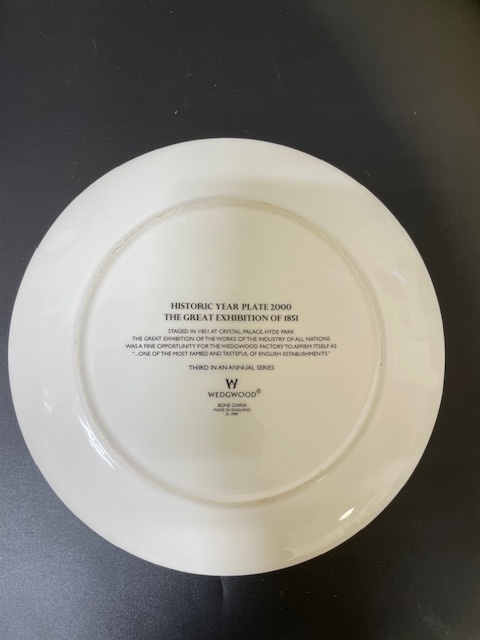 HISTORIC YEAR PLATE 2000
THE GREAT EXHIBITION OF 1851
STAGED IN 1851 AT CRYSTAL PALACE, HYDE PARK
THE GREAT EXHIBITION OF THE WORKS OF THE INDUSTRY OF ALL NATIONS
WAS A FINE OPPORTUNITY FOR THE WEDGWOOD FACTORY TO AFFIRM ITSELF AS
"...ONE OF THE MOST FAMED AND TASTEFUL OF ENGLISH ESTABLISHMENTS."
THIRD IN AN ANNUAL SERIES
W
WEDGWOOD®
BONE CHINA
MADE IN ENGLAND
© 1999